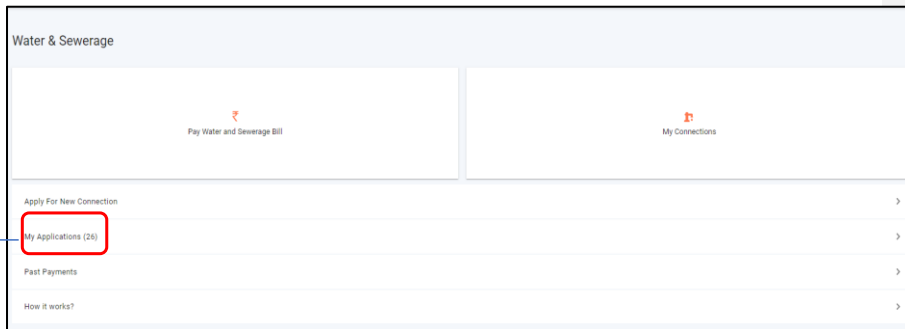 Water & Sewerage
₹
Pay Water and Sewerage Bill
My Connections
Apply For New Connection
My Applications (26)
Past Payments
How it works?